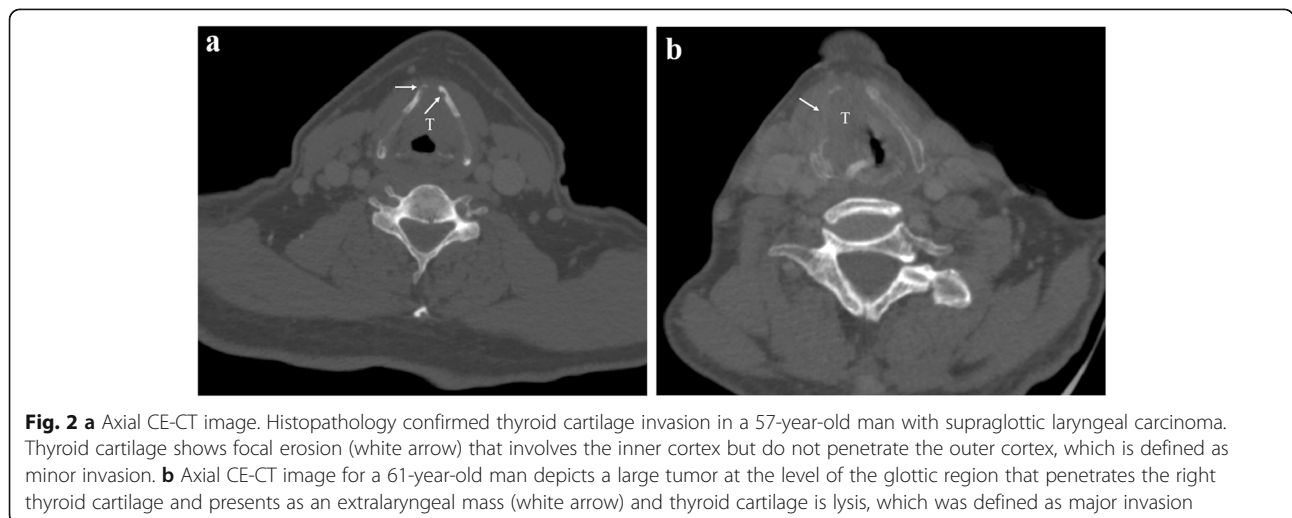 a
b
T
T
Fig. 2 a Axial CE-CT image. Histopathology confirmed thyroid cartilage invasion in a 57-year-old man with supraglottic laryngeal carcinoma.
Thyroid cartilage shows focal erosion (white arrow) that involves the inner cortex but do not penetrate the outer cortex, which is defined as
minor invasion. b Axial CE-CT image for a 61-year-old man depicts a large tumor at the level of the glottic region that penetrates the right
thyroid cartilage and presents as an extralaryngeal mass (white arrow) and thyroid cartilage is lysis, which was defined as major invasion